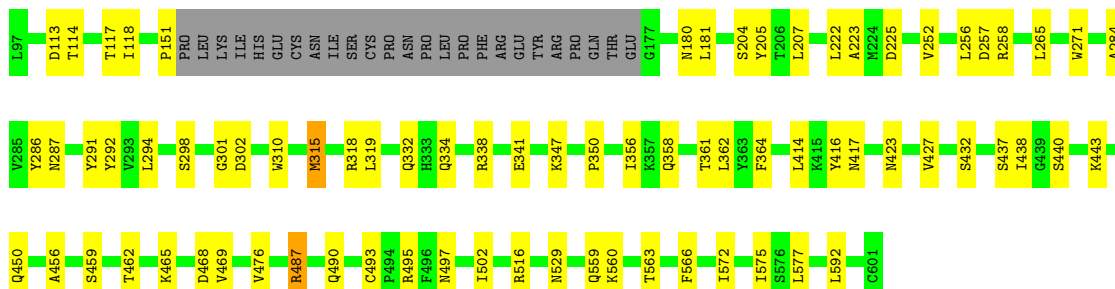 L97 D113 T114 T117 I118 P151 PRO LEU LYS ILE HIS GLU CYS ASN ILE SER CYS PRO ASN PRO LEU PRO PHE ARG GLU TYR ARG PRO GLN THR GLU G177 N180 L181 S204 Y205 T206 L207 L222 A223 M224 D225 V252 L256 D257 R258 L265 W271 A284
V285 Y286 N287 Y291 Y292 V293 L294 S298 G301 D302 W310 M315 R318 L319 Q332 H333 Q334 R338 E341 K347 P350 I356 K357 Q358 T361 L362 Y363 F364 L414 K415 Y416 N417 N423 V427 S432 S437 I438 G439 S440 K443
Q450 A456 S459 T462 K465 D468 V469 V476 R487 Q490 C493 P494 R495 F496 N497 I502 R516 N529 Q559 K560 T563 F566 I572 I575 S576 L577 L592 C601